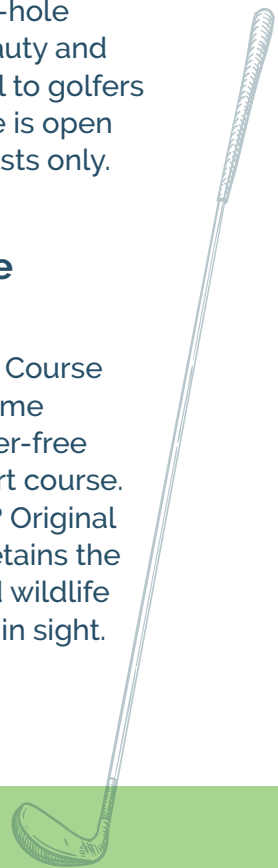 -hole
auty and
l to golfers
e is open
sts only.
e
Course
me
er-free
rt course.
? Original
etains the
l wildlife
in sight.